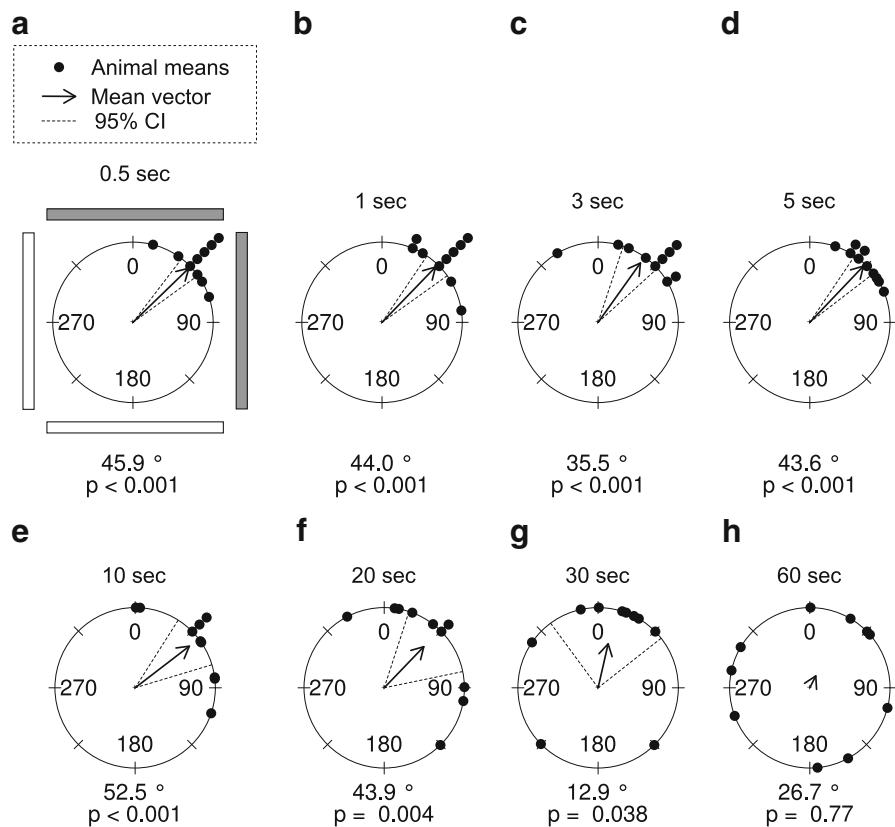 a
b
c
d
Animal means
Mean vector
95% CI
0.5 sec
1 sec
3 sec
5 sec
0
270
90
180
0
270
90
180
0
270
90
180
0
270
90
180
45.9 °
p < 0.001
44.0 °
p < 0.001
35.5 °
p < 0.001
43.6 °
p < 0.001
e
f
g
h
10 sec
20 sec
30 sec
60 sec
0
270
90
180
0
270
90
180
0
270
90
180
0
270
90
180
52.5 °
p < 0.001
43.9 °
p = 0.004
12.9 °
p = 0.038
26.7 °
p = 0.77